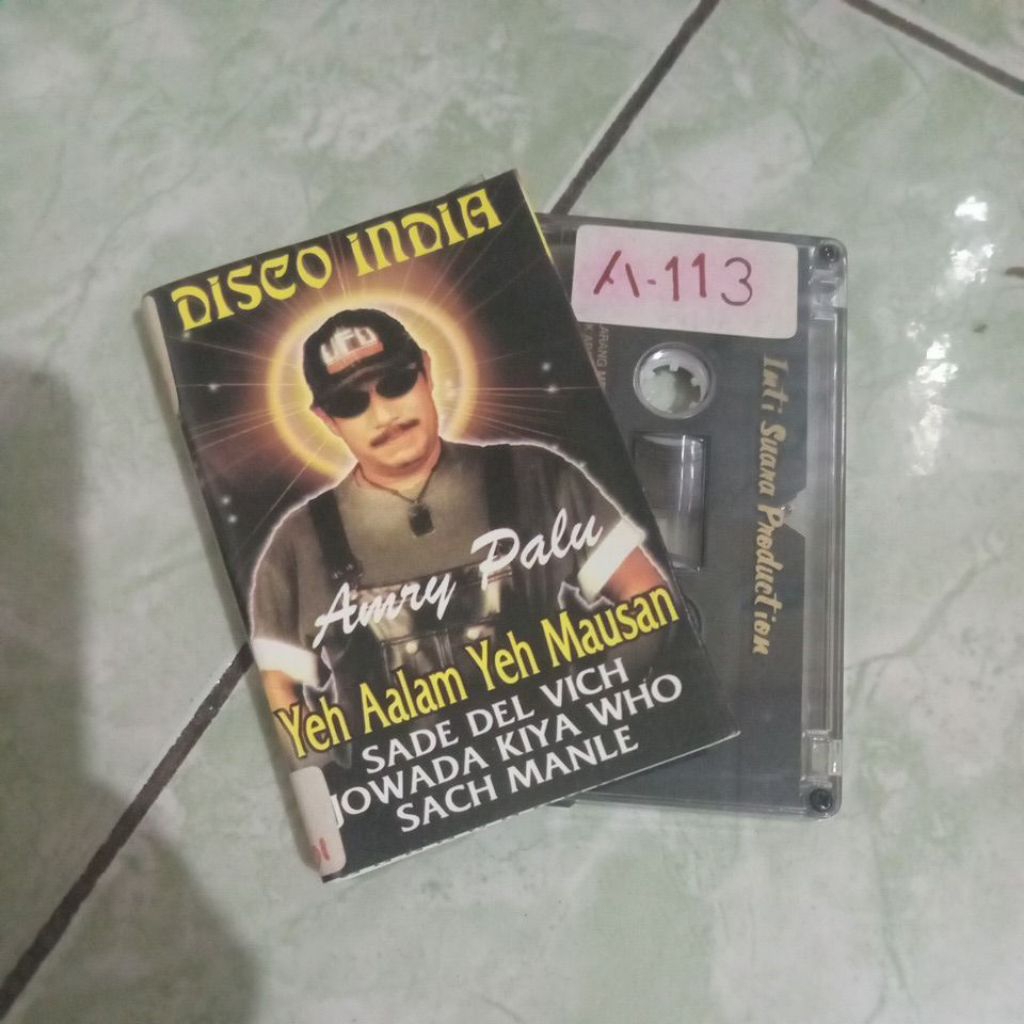 DISCO INDIA
UFO
Amry Palu
Yeh Aalam Yeh Mausan
SADE DEL VICH
JOWADA KIYA WHO
SACH MANLE
A-113
Inti Suara Production